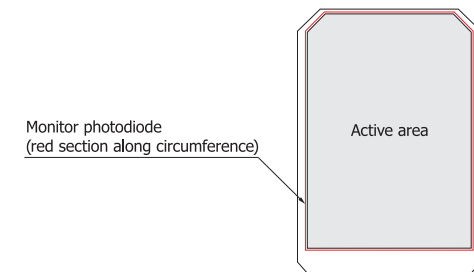 Monitor photodiode
(red section along circumference)
Active area